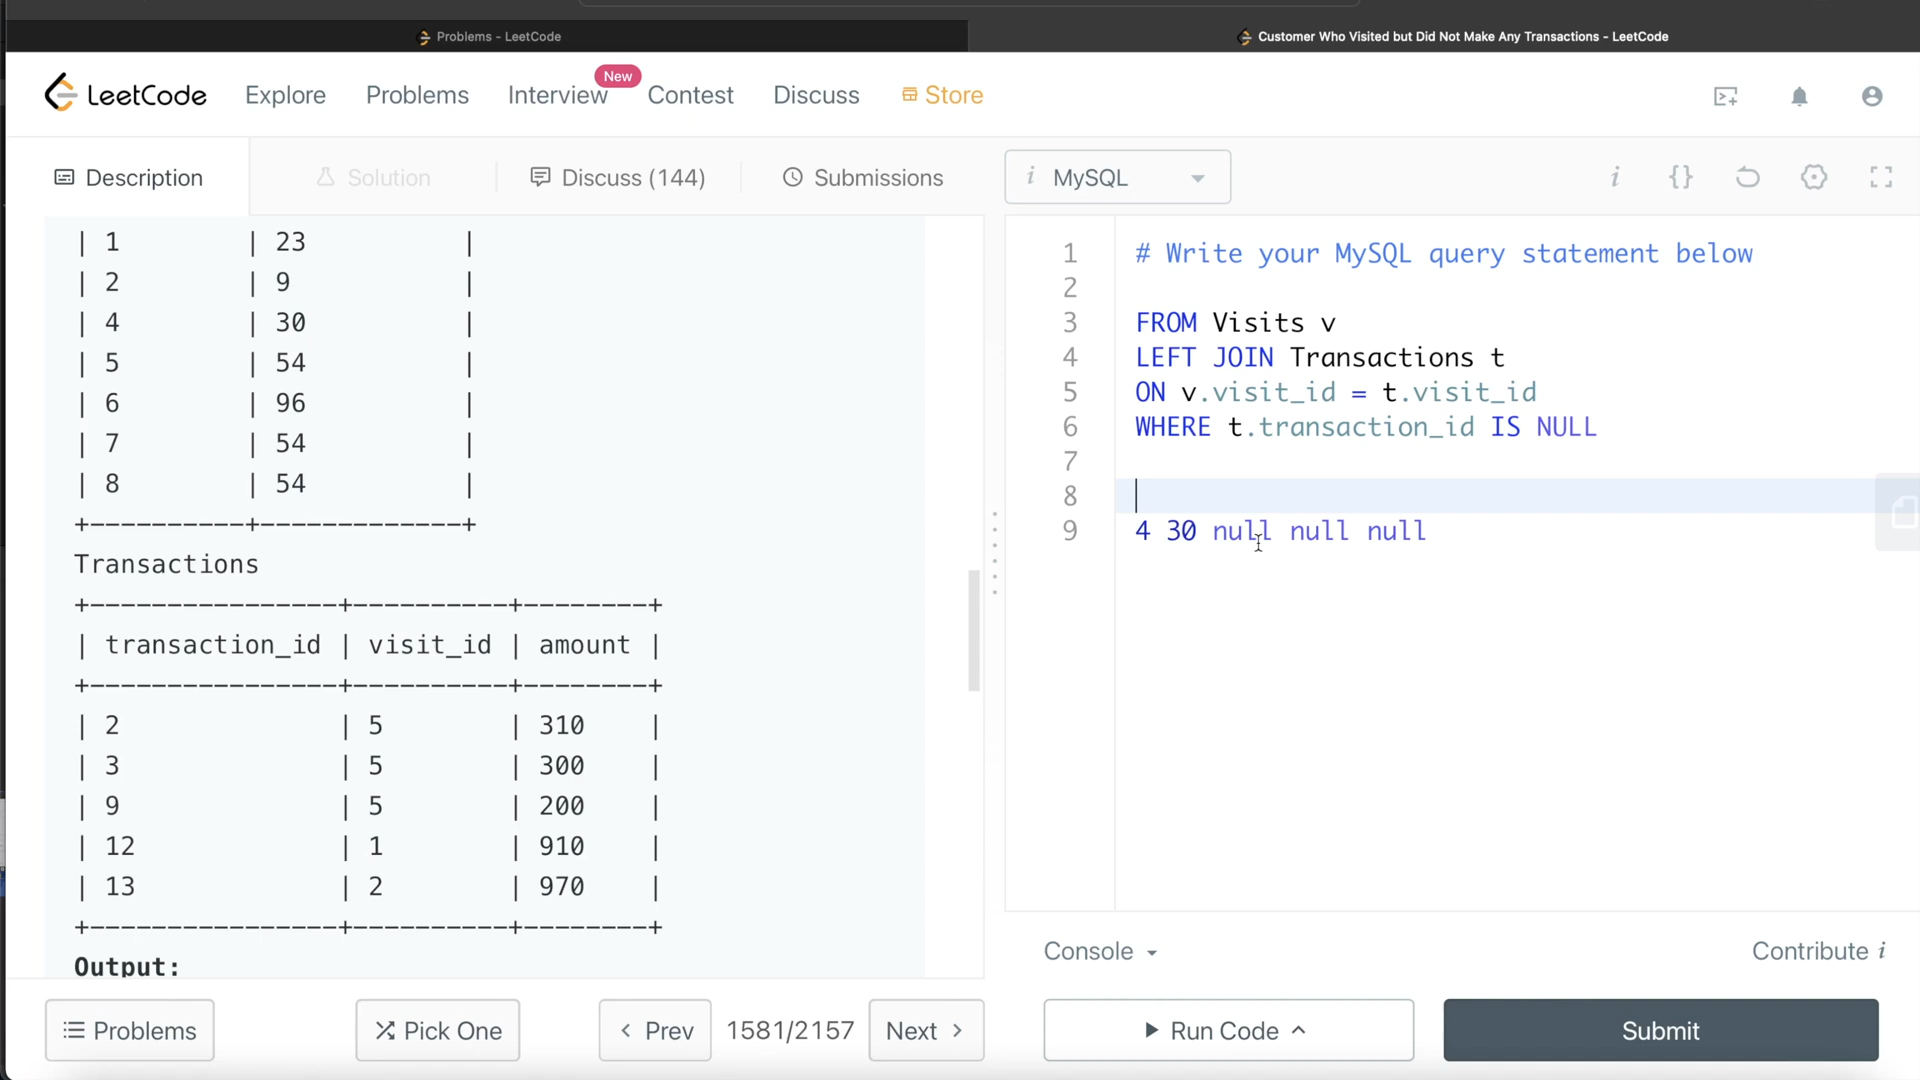 Problems - LeetCode
Customer Who Visited but Did Not Make Any Transactions - LeetCode
LeetCode Explore Problems Interview New Contest Discuss Store
Description Solution Discuss (144) Submissions
| 1 | 23 |
| 2 | 9 |
| 4 | 30 |
| 5 | 54 |
| 6 | 96 |
| 7 | 54 |
| 8 | 54 |
+----------+-------------+
Transactions
+----------------+----------+--------+
| transaction_id | visit_id | amount |
+----------------+----------+--------+
| 2 | 5 | 310 |
| 3 | 5 | 300 |
| 9 | 5 | 200 |
| 12 | 1 | 910 |
| 13 | 2 | 970 |
+----------------+----------+--------+
Output:
Problems Pick One < Prev 1581/2157 Next >
i MySQL
i {}
1 # Write your MySQL query statement below
2
3 FROM Visits v
4 LEFT JOIN Transactions t
5 ON v.visit_id = t.visit_id
6 WHERE t.transaction_id IS NULL
7
8
9 4 30 null null null
Console Contribute i
Run Code Submit